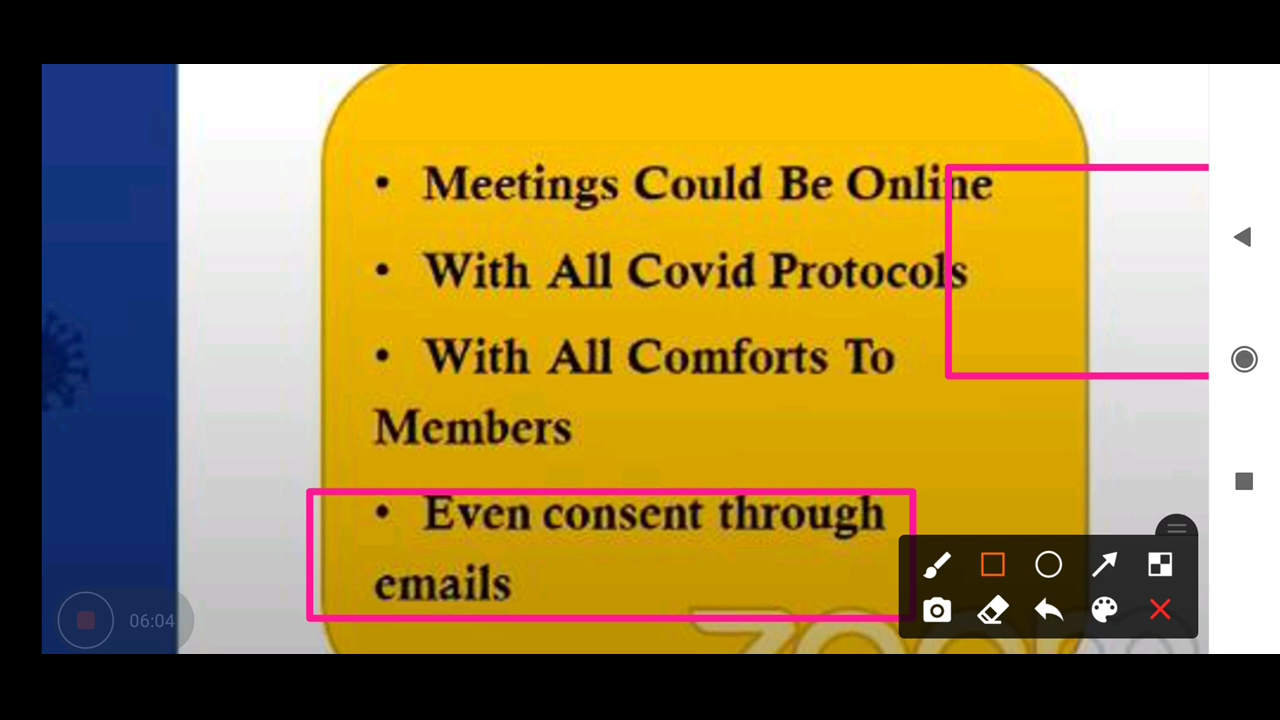 • Meetings Could Be Online
• With All Covid Protocols
• With All Comforts To
Members
• Even consent through
emails
zoom
06:04